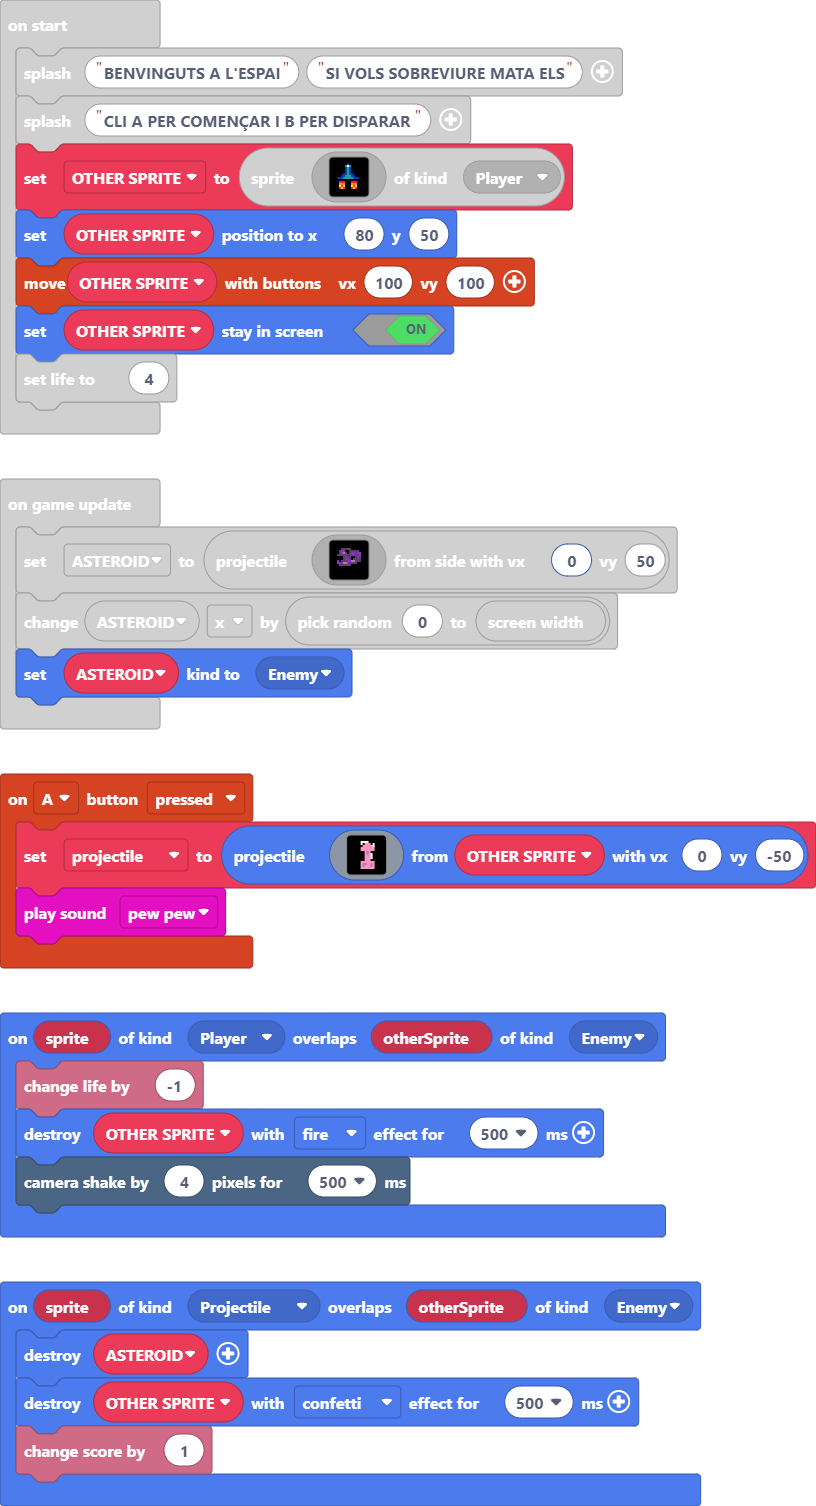 on start
splash "BENVINGUTS A L'ESPAI" "SI VOLS SOBREVIURE MATA ELS"
splash "CLI A PER COMENÇAR I B PER DISPARAR"
set OTHER SPRITE to sprite of kind Player
set OTHER SPRITE position to x 80 y 50
move OTHER SPRITE with buttons vx 100 vy 100
set OTHER SPRITE stay in screen ON
set life to 4
on game update
set ASTEROID to projectile from side with vx 0 vy 50
change ASTEROID x by pick random 0 to screen width
set ASTEROID kind to Enemy
on A button pressed
set projectile to projectile from OTHER SPRITE with vx 0 vy -50
play sound pew pew
on sprite of kind Player overlaps otherSprite of kind Enemy
change life by -1
destroy OTHER SPRITE with fire effect for 500 ms
camera shake by 4 pixels for 500 ms
on sprite of kind Projectile overlaps otherSprite of kind Enemy
destroy ASTEROID
destroy OTHER SPRITE with confetti effect for 500 ms
change score by 1